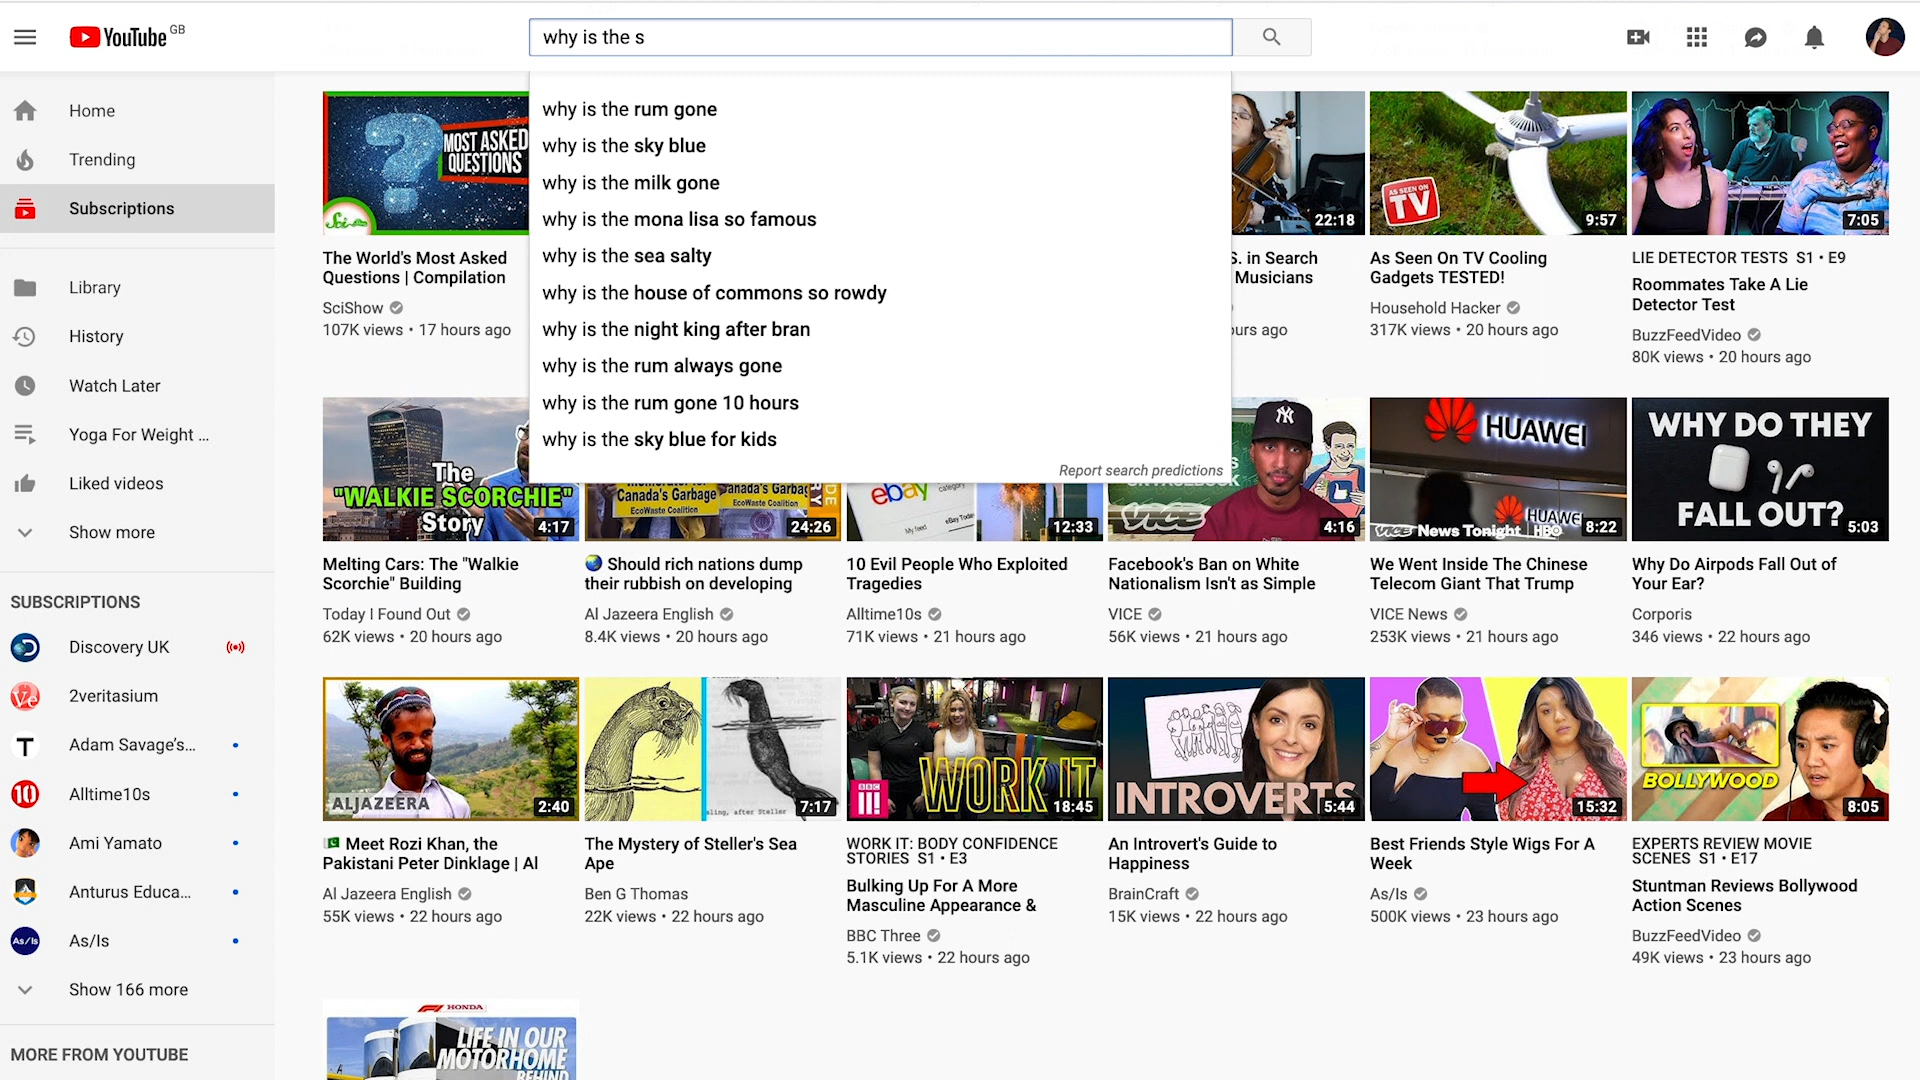 YouTube GB
why is the s
Home
Trending
Subscriptions
Library
History
Watch Later
Yoga For Weight ...
Liked videos
Show more
SUBSCRIPTIONS
Discovery UK
2veritasium
Adam Savage's...
Alltime10s
Ami Yamato
Anturus Educa...
As/Is
As/Is
Show 166 more
MORE FROM YOUTUBE
why is the rum gone
why is the sky blue
why is the milk gone
why is the mona lisa so famous
why is the sea salty
why is the house of commons so rowdy
why is the night king after bran
why is the rum always gone
why is the rum gone 10 hours
why is the sky blue for kids
Report search predictions
MOST ASKED
QUESTIONS
Sci
The World's Most Asked
Questions | Compilation
SciShow
107K views • 17 hours ago
22:18
S. in Search
Musicians
urs ago
AS SEEN ON
TV
9:57
As Seen On TV Cooling
Gadgets TESTED!
Household Hacker
317K views • 20 hours ago
7:05
LIE DETECTOR TESTS S1 • E9
Roommates Take A Lie
Detector Test
BuzzFeedVideo
80K views • 20 hours ago
The
"WALKIE SCORCHIE"
Story
4:17
Melting Cars: The "Walkie
Scorchie" Building
Today I Found Out
62K views • 20 hours ago
Canada's Garbage
EcoWaste Coalition
anada's Garbag
EcoWaste Coalition
24:26
Should rich nations dump
their rubbish on developing
Al Jazeera English
8.4K views • 20 hours ago
ebay
category
My feed
eBay Today
12:33
10 Evil People Who Exploited
Tragedies
Alltime10s
71K views • 21 hours ago
VICE
4:16
Facebook's Ban on White
Nationalism Isn't as Simple
VICE
56K views • 21 hours ago
HUAWEI
HUAWEI
VICE News Tonight | HBO
8:22
We Went Inside The Chinese
Telecom Giant That Trump
VICE News
253K views • 21 hours ago
WHY DO THEY
FALL OUT?
5:03
Why Do Airpods Fall Out of
Your Ear?
Corporis
346 views • 22 hours ago
ALJAZEERA
2:40
Meet Rozi Khan, the
Pakistani Peter Dinklage | Al
Al Jazeera English
55K views • 22 hours ago
ling, after Steller
7:17
The Mystery of Steller's Sea
Ape
Ben G Thomas
22K views • 22 hours ago
BBC
WORK IT
18:45
WORK IT: BODY CONFIDENCE
STORIES S1 • E3
Bulking Up For A More
Masculine Appearance &
BBC Three
5.1K views • 22 hours ago
INTROVERTS
5:44
An Introvert's Guide to
Happiness
BrainCraft
15K views • 22 hours ago
15:32
Best Friends Style Wigs For A
Week
As/Is
500K views • 23 hours ago
BOLLYWOOD
8:05
EXPERTS REVIEW MOVIE
SCENES S1 • E17
Stuntman Reviews Bollywood
Action Scenes
BuzzFeedVideo
49K views • 23 hours ago
HONDA
LIFE IN OUR
MOTORHOME
BEHIND